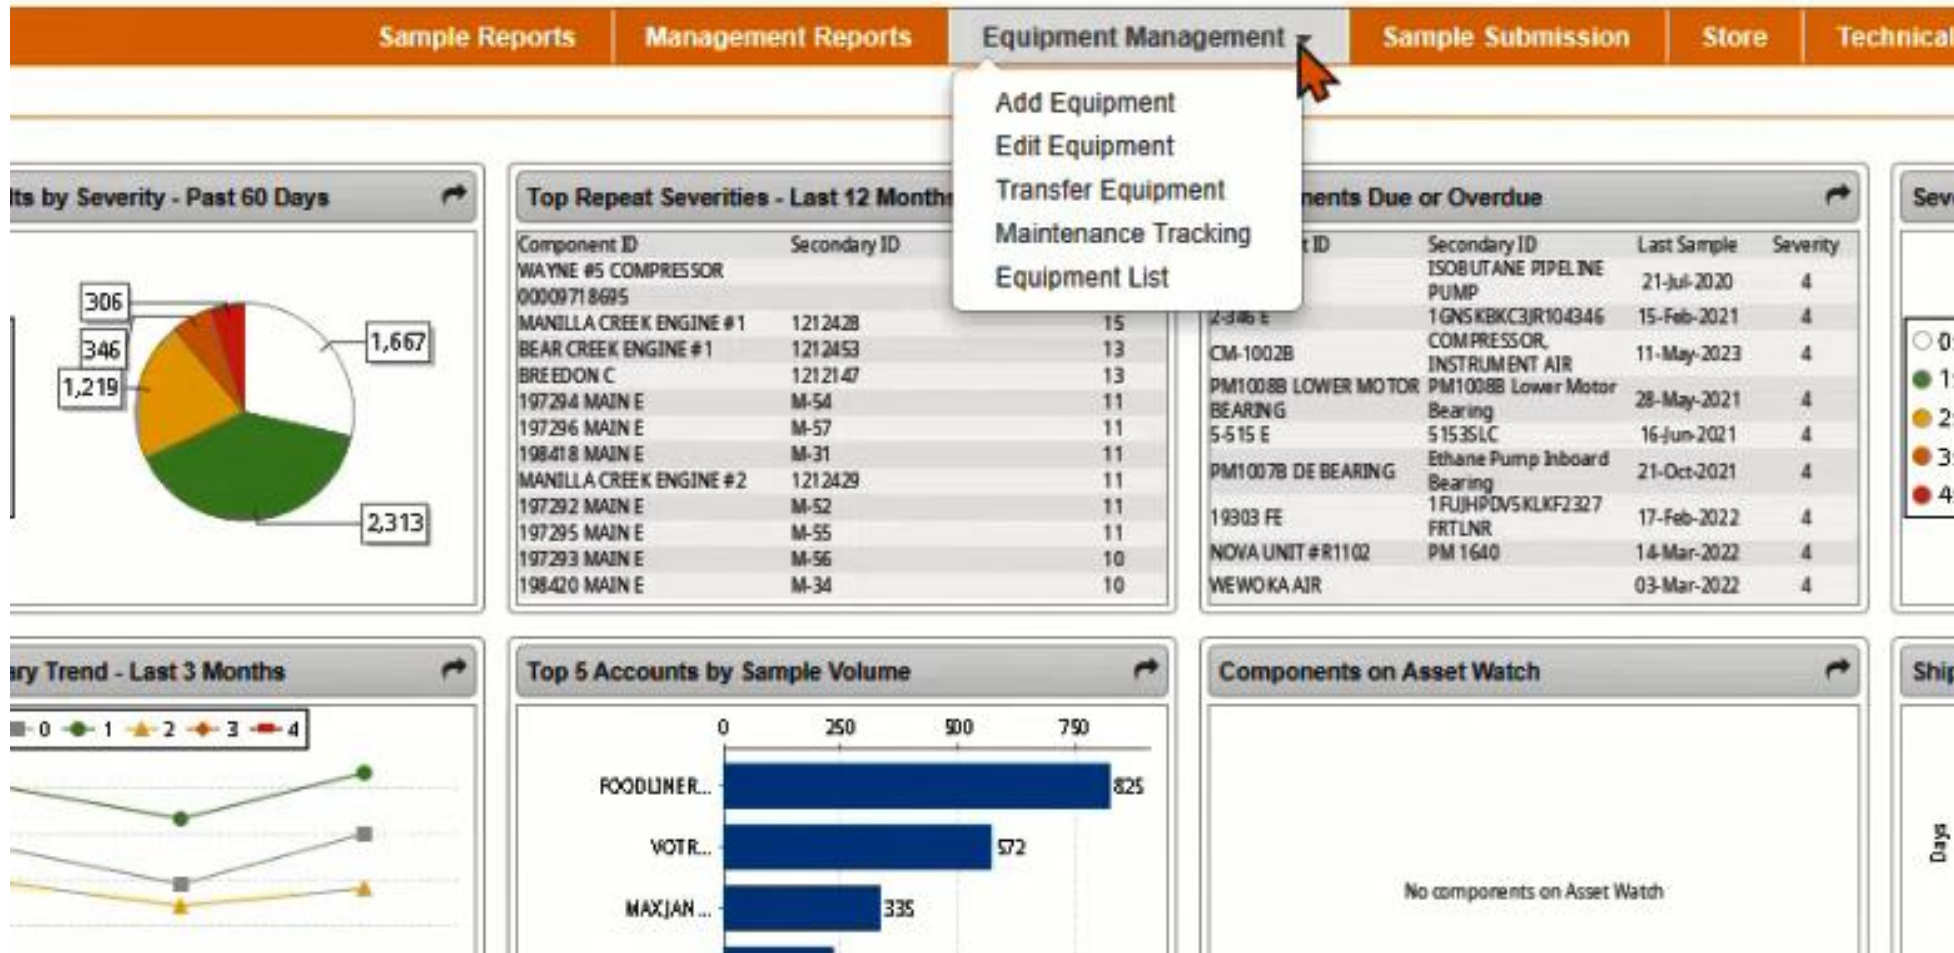 Sample Reports
Management Reports
Equipment Management
Sample Submission
Store
Technical
Add Equipment
Edit Equipment
Transfer Equipment
Maintenance Tracking
Equipment List
lts by Severity - Past 60 Days
306
346
1,219
1,667
2,313
Top Repeat Severities - Last 12 Months
Component ID Secondary ID
WAYNE #5 COMPRESSOR
00009718695
MANILLA CREEK ENGINE #1 1212428 15
BEAR CREEK ENGINE #1 1212453 13
BREEDON C 1212147 13
197294 MAIN E M-54 11
197296 MAIN E M-57 11
198418 MAIN E M-31 11
MANILLA CREEK ENGINE #2 1212429 11
197292 MAIN E M-52 11
197295 MAIN E M-55 11
197293 MAIN E M-56 10
198420 MAIN E M-34 10
nents Due or Overdue
t ID Secondary ID Last Sample Severity
ISOBUTANE PIPELINE
PUMP 21-Jul-2020 4
2-346 E 1GNSKBKC3JR104346 15-Feb-2021 4
CM-1002B COMPRESSOR,
INSTRUMENT AIR 11-May-2023 4
PM1008B LOWER MOTOR PM1008B Lower Motor
BEARING Bearing 28-May-2021 4
5-515 E 5153SLC 16-Jun-2021 4
PM1007B DE BEARING Ethane Pump Inboard
Bearing 21-Oct-2021 4
19303 FE 1FUJHPDV5KLKF2327
FRTLNR 17-Feb-2022 4
NOVA UNIT # R1102 PM 1640 14-Mar-2022 4
WEWOKA AIR 03-Mar-2022 4
Sev
0:
1:
2:
3:
4:
ary Trend - Last 3 Months
0 1 2 3 4
Top 5 Accounts by Sample Volume
0 250 500 750
FOODLINER... 825
VOTR... 572
MAXJAN... 335
Components on Asset Watch
No components on Asset Watch
Ship
Days